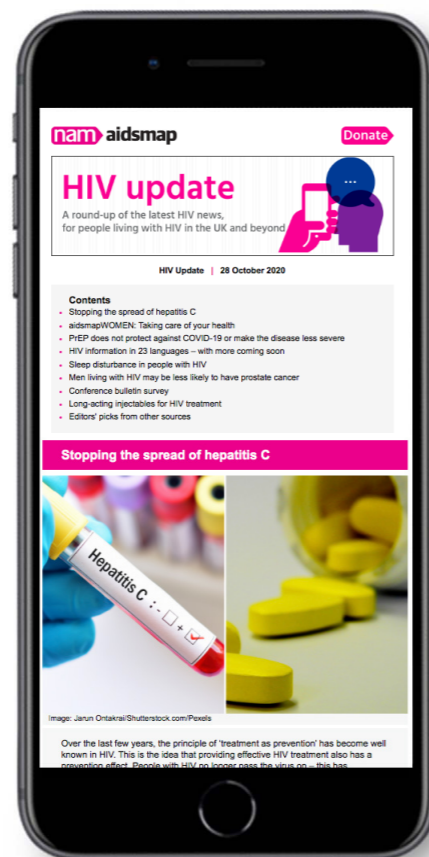 nam aidsmap
Donate
HIV update
A round-up of the latest HIV news,
for people living with HIV in the UK and beyond
...
HIV Update | 28 October 2020
Contents
• Stopping the spread of hepatitis C
• aidsmapWOMEN: Taking care of your health
• PrEP does not protect against COVID-19 or make the disease less severe
• HIV information in 23 languages – with more coming soon
• Sleep disturbance in people with HIV
• Men living with HIV may be less likely to have prostate cancer
• Conference bulletin survey
• Long-acting injectables for HIV treatment
• Editors' picks from other sources
Stopping the spread of hepatitis C
Hepatitis C : - □ + ☑
Image: Jarun Ontakrai/Shutterstock.com/Pexels
Over the last few years, the principle of 'treatment as prevention' has become well
known in HIV. This is the idea that providing effective HIV treatment also has a
prevention effect. People with HIV no longer pass the virus on – this has